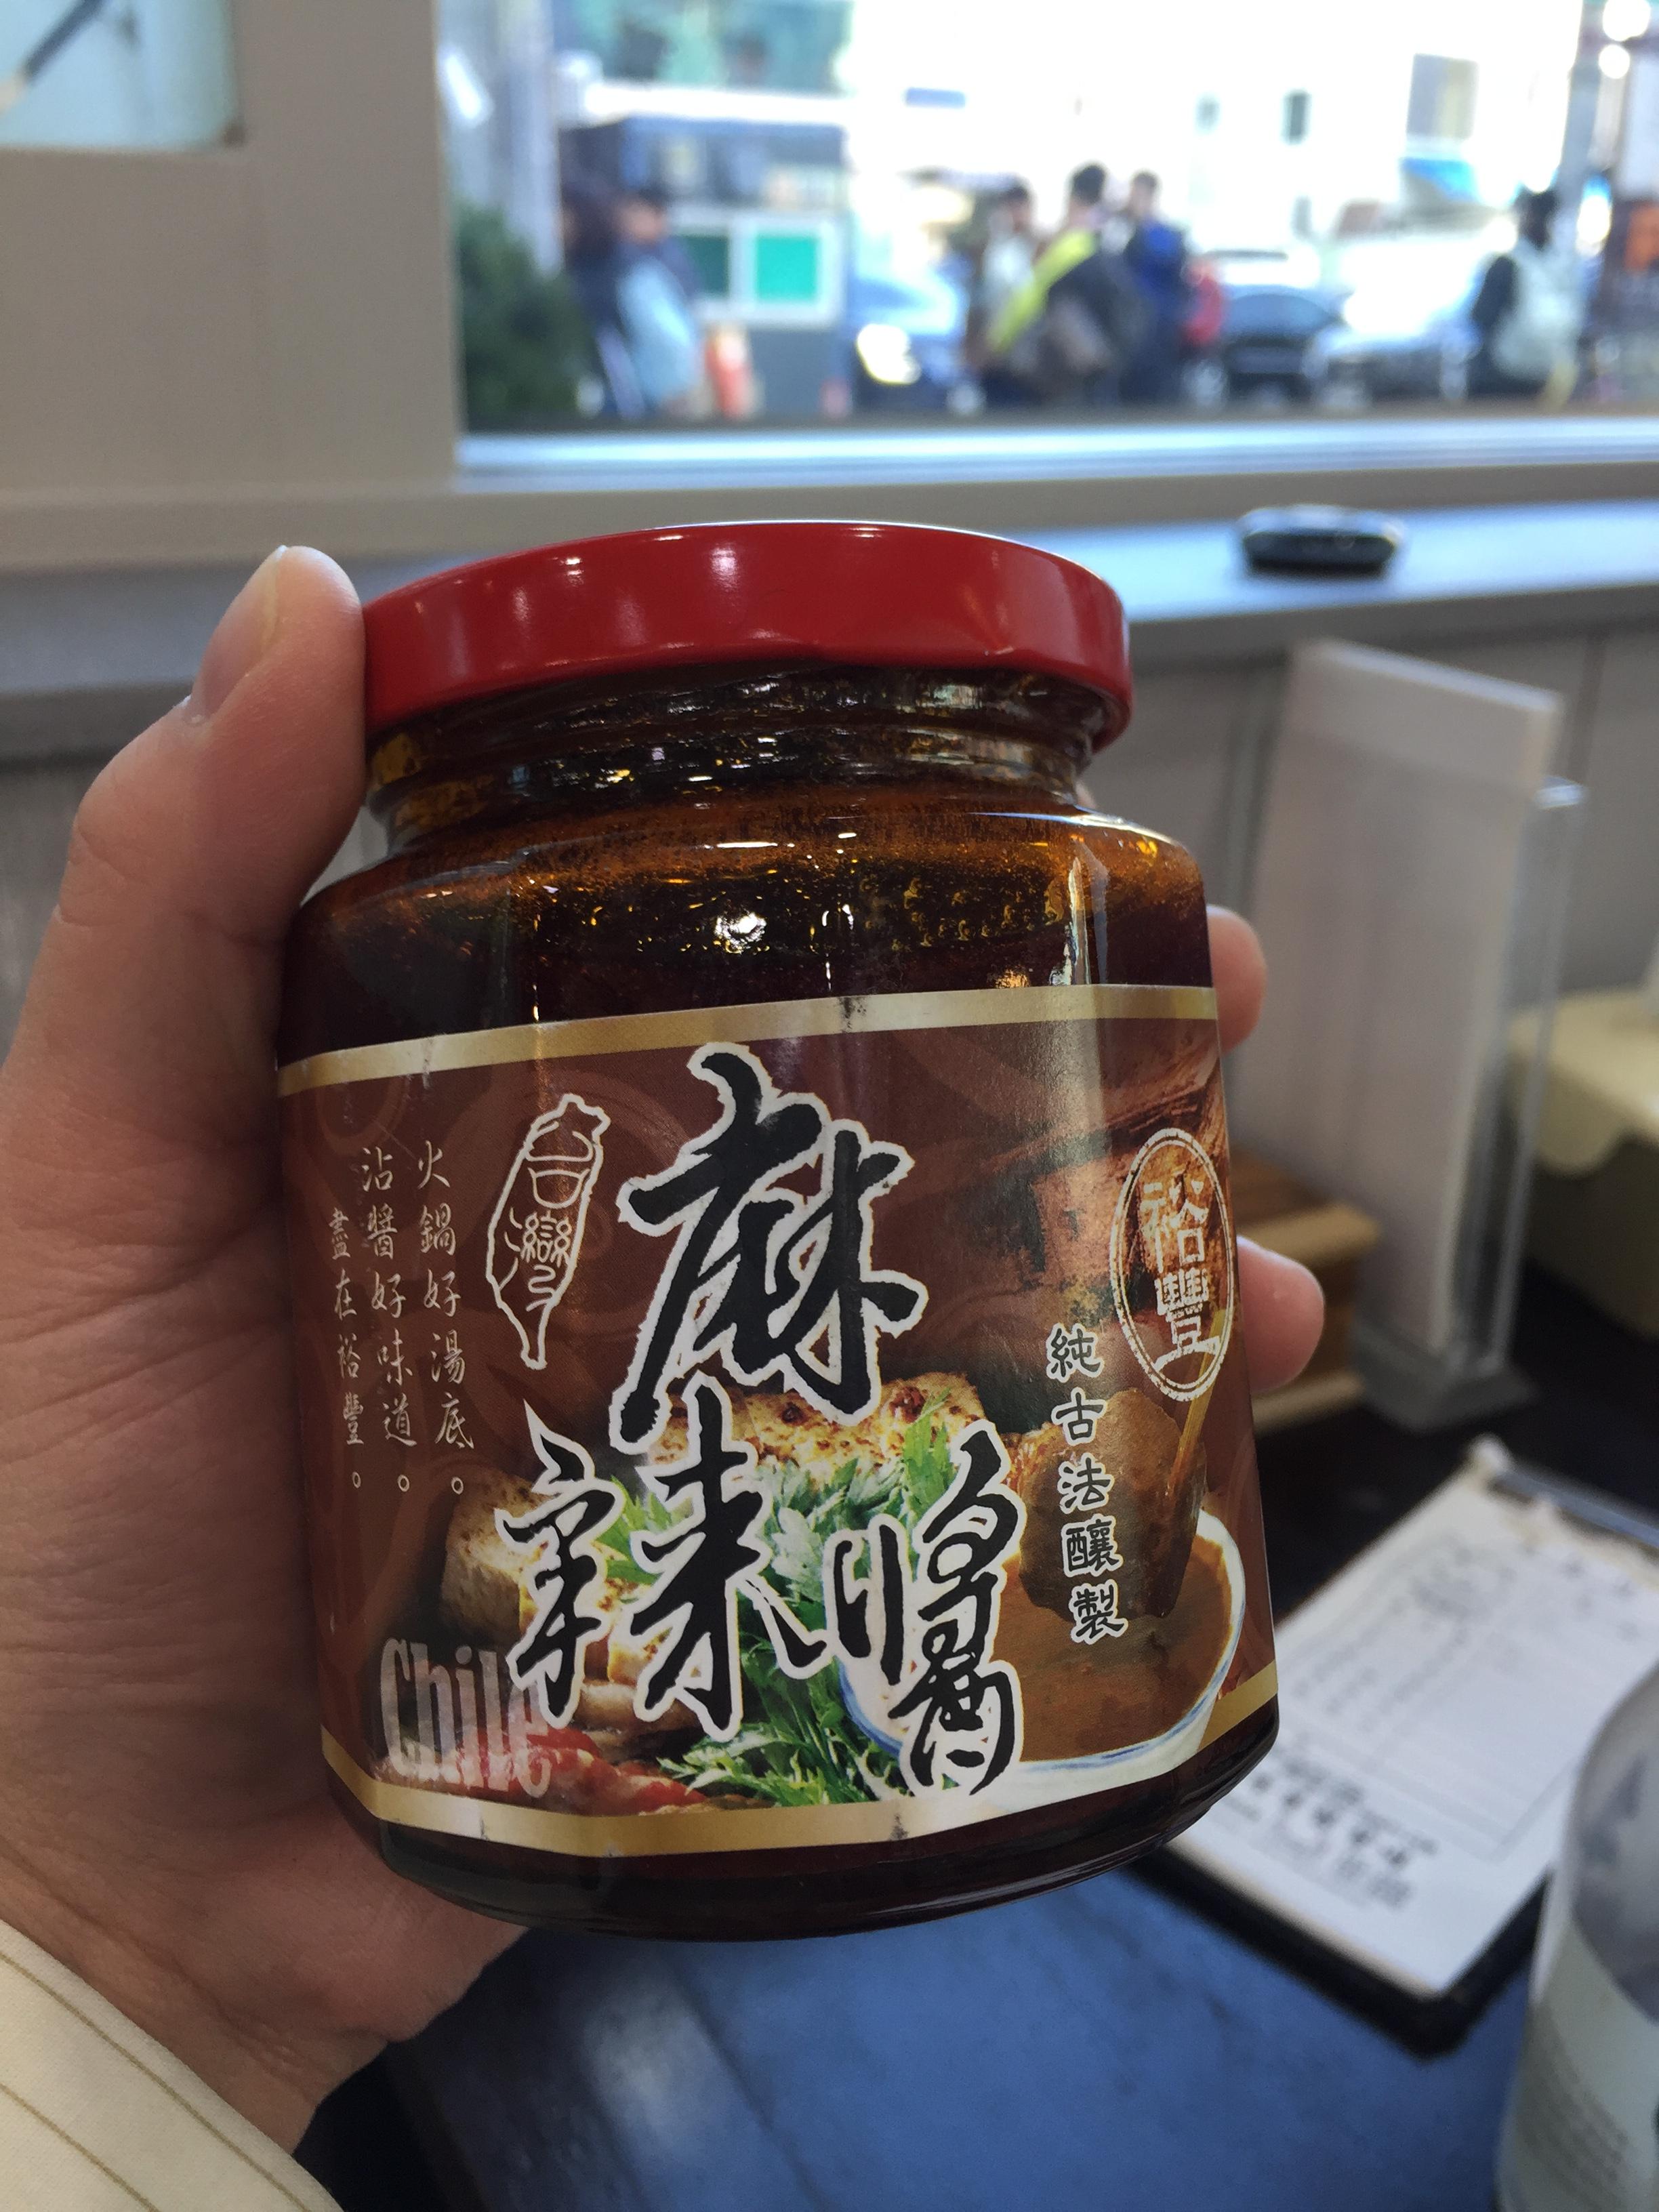 麻
辣醬
台灣
裕豐
純古法釀製
火鍋好湯底。
沾醬好味道。
盡在裕豐。
Chile